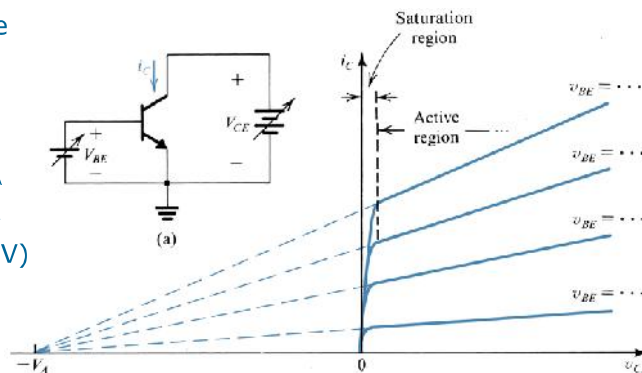 e
Saturation
region
i_C
i_C
+
V_CE
−
+
V_BE
−
(a)
Active
region
v_BE = ···
v_BE = ···
v_BE = ···
v_BE = ···
V)
−V_A
0